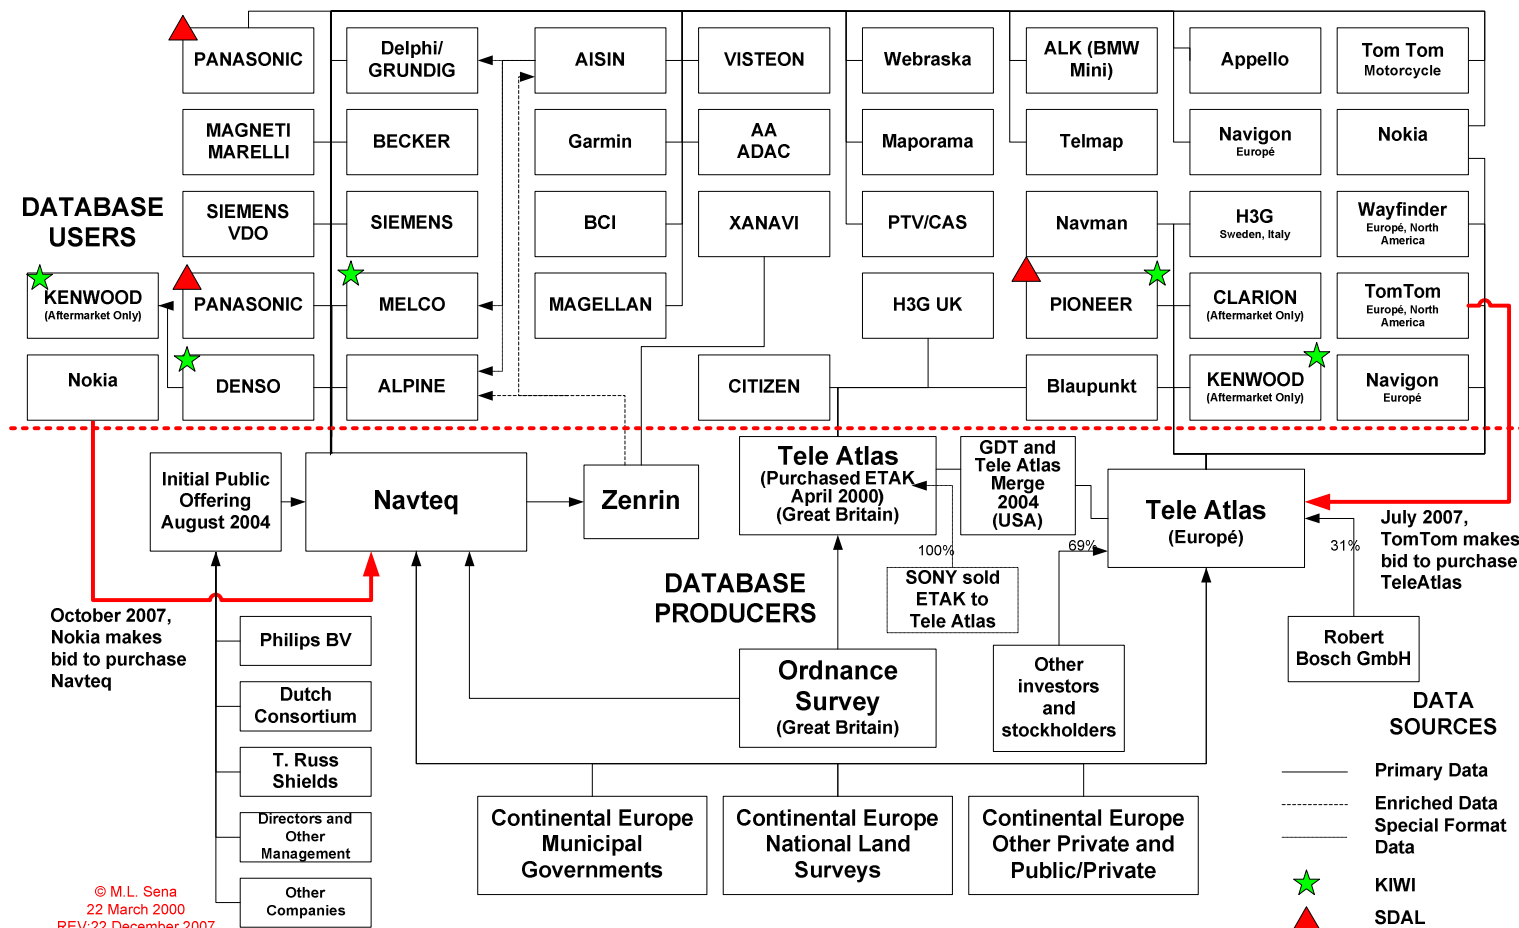 PANASONIC
Delphi/
GRUNDIG
AISIN
VISTEON
Webraska
ALK (BMW
Mini)
Appello
Tom Tom
Motorcycle
MAGNETI
MARELLI
BECKER
Garmin
AA
ADAC
Maporama
Telmap
Navigon
Europé
Nokia
DATABASE
USERS
SIEMENS
VDO
SIEMENS
BCI
XANAVI
PTV/CAS
Navman
H3G
Sweden, Italy
Wayfinder
Europé, North
America
KENWOOD
(Aftermarket Only)
PANASONIC
MELCO
MAGELLAN
H3G UK
PIONEER
CLARION
(Aftermarket Only)
TomTom
Europé, North
America
Nokia
DENSO
ALPINE
CITIZEN
Blaupunkt
KENWOOD
(Aftermarket Only)
Navigon
Europé
Initial Public
Offering
August 2004
Navteq
Zenrin
Tele Atlas
(Purchased ETAK
April 2000)
(Great Britain)
GDT and
Tele Atlas
Merge
2004
(USA)
Tele Atlas
(Europé)
July 2007,
TomTom makes
bid to purchase
TeleAtlas
100%
69%
31%
DATABASE
PRODUCERS
SONY sold
ETAK to
Tele Atlas
October 2007,
Nokia makes
bid to purchase
Navteq
Philips BV
Dutch
Consortium
T. Russ
Shields
Directors and
Other
Management
Other
Companies
Ordnance
Survey
(Great Britain)
Other
investors
and
stockholders
Robert
Bosch GmbH
Continental Europe
Municipal
Governments
Continental Europe
National Land
Surveys
Continental Europe
Other Private and
Public/Private
DATA
SOURCES
Primary Data
Enriched Data
Special Format
Data
KIWI
SDAL
© M.L. Sena
22 March 2000
REV:22 December 2007